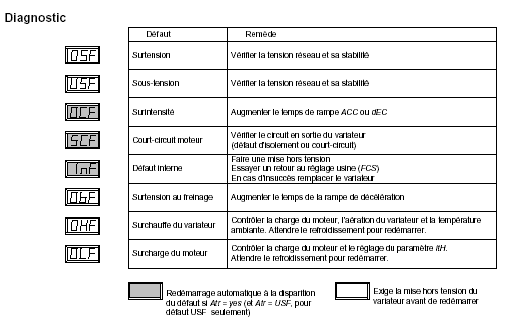 Diagnostic
Défaut Remède
OSF Surtension Vérifier la tension réseau et sa stabilité
USF Sous-tension Vérifier la tension réseau et sa stabilité
OCF Surintensité Augmenter le temps de rampe ACC ou dEC
SCF Court-circuit moteur Vérifier le circuit en sortie du variateur
(défaut d'isolement ou court-circuit)
InF Défaut interne Faire une mise hors tension
Essayer un retour au réglage usine (FCS)
En cas d'insuccès remplacer le variateur
ObF Surtension au freinage Augmenter le temps de la rampe de décélération
OHF Surchauffe du variateur Contrôler la charge du moteur, l'aération du variateur et la température
ambiante. Attendre le refroidissement pour redémarrer.
OLF Surcharge du moteur Contrôler la charge du moteur et le réglage du paramètre ItH.
Attendre le refroidissement pour redémarrer.
Redémarrage automatique à la disparition
du défaut si Atr = yes (et Atr = USF, pour
défaut USF seulement)
Exige la mise hors tension du
variateur avant de redémarrer